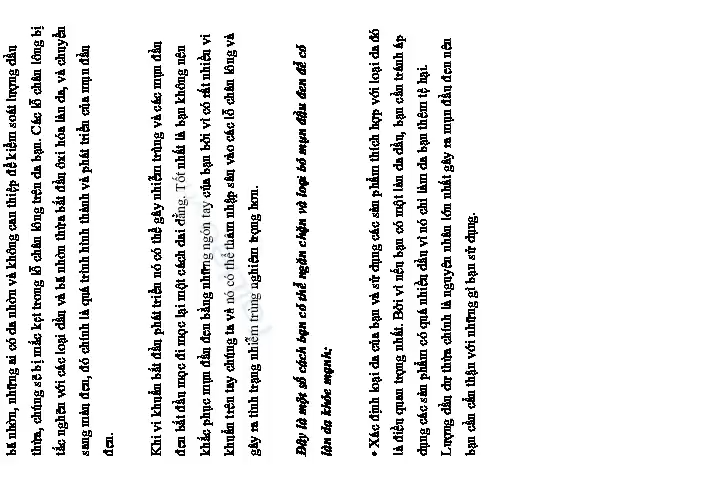 bã nhờn, những ai có da nhờn và không can thiệp để kiểm soát lượng dầu
thừa, chúng sẽ bị mắc kẹt trong lỗ chân lông trên da bạn. Các lỗ chân lông bị
tắc nghẽn với các loại dầu và bã nhờn thừa bắt đầu ôxi hóa làn da, và chuyển
sang màu đen, đó chính là quá trình hình thành và phát triển của mụn đầu
đen.
Khi vi khuẩn bắt đầu phát triển nó có thể gây nhiễm trùng và các mụn đầu
đen bắt đầu mọc đi mọc lại một cách dai dẳng. Tốt nhất là bạn không nên
khắc phục mụn đầu đen bằng những ngón tay của bạn bởi vì có rất nhiều vi
khuẩn trên tay chúng ta và nó có thể thâm nhập sâu vào các lỗ chân lông và
gây ra tình trạng nhiễm trùng nghiêm trọng hơn.
Đây là một số cách bạn có thể ngăn chặn và loại bỏ mụn đầu đen để có
làn da khỏe mạnh:
• Xác định loại da của bạn và sử dụng các sản phẩm thích hợp với loại da đó
là điều quan trọng nhất. Bởi vì nếu bạn có một làn da dầu, bạn cần tránh áp
dụng các sản phẩm có quá nhiều dầu vì nó chỉ làm da bạn thêm tệ hại.
Lượng dầu dư thừa chính là nguyên nhân lớn nhất gây ra mụn đầu đen nên
bạn cần cẩn thận với những gì bạn sử dụng.